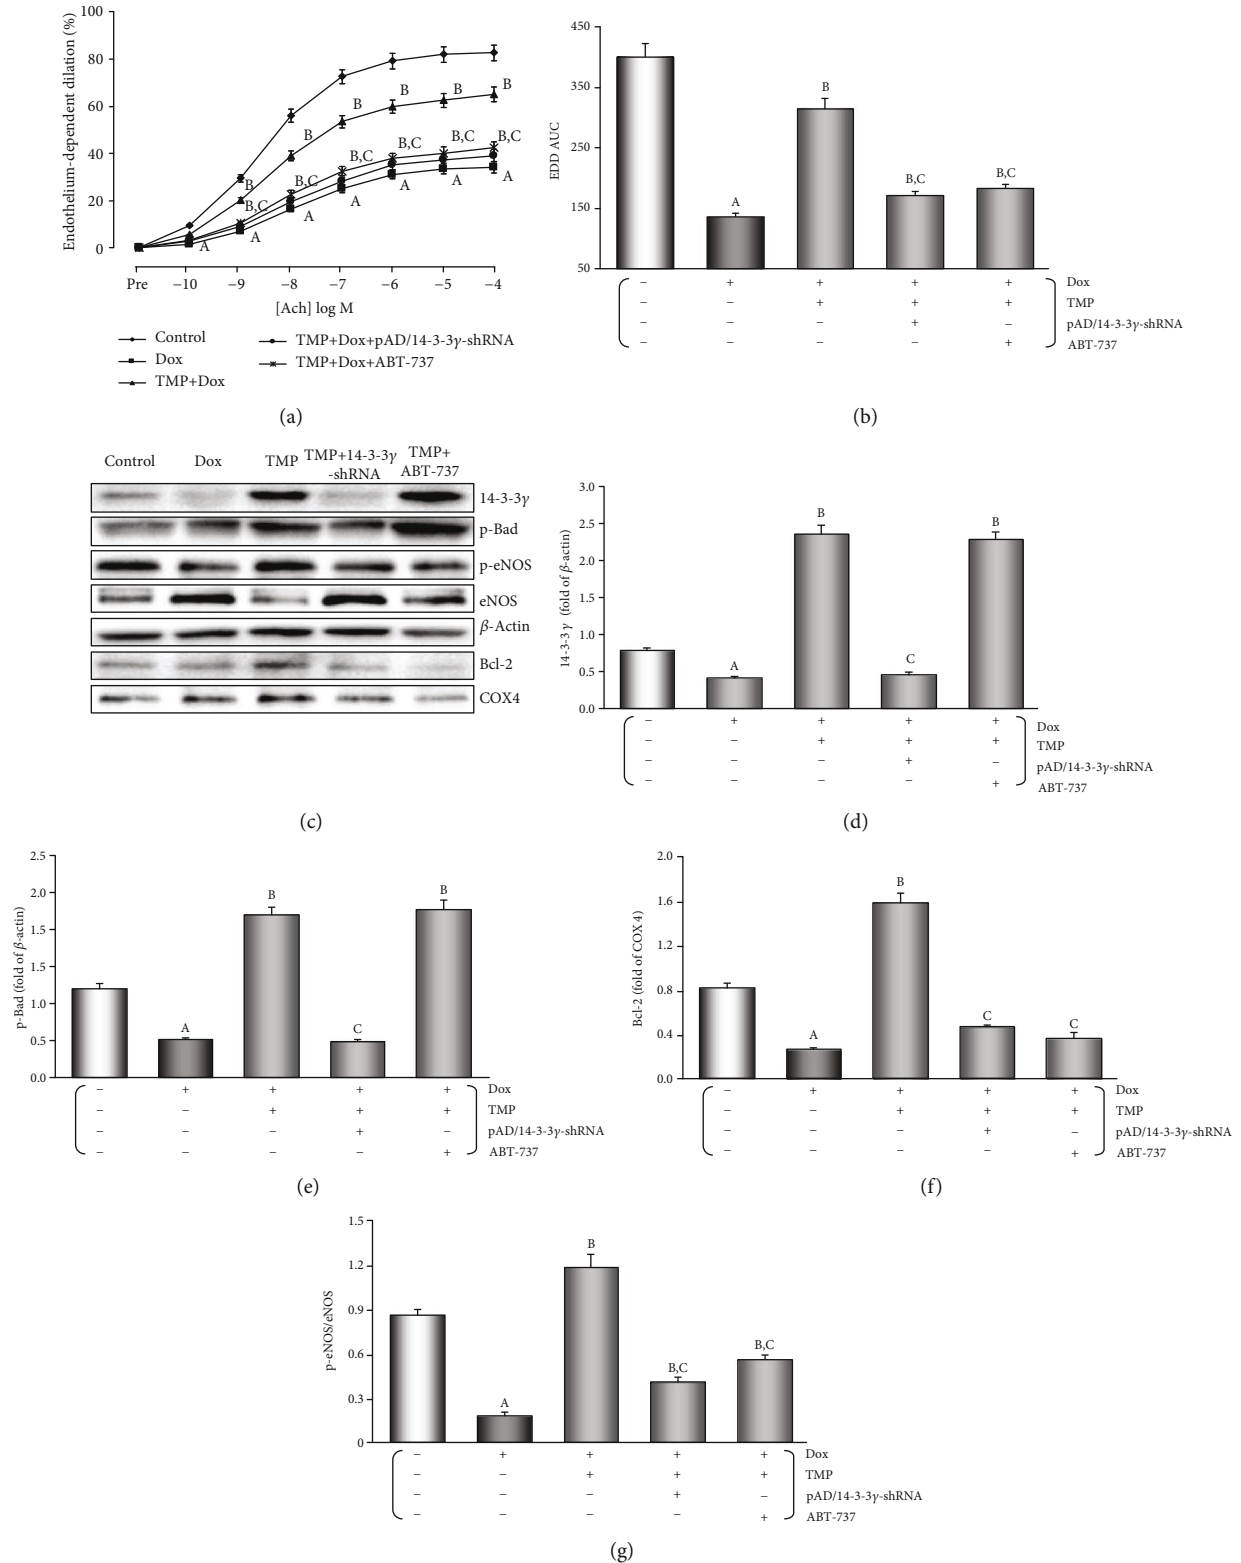 Endothelium-dependent dilation (%)
100
80
60
40
20
0
B B B B B B
B,C B,C B,C B,C B,C B,C
A A A A A A A
Pre −10 −9 −8 −7 −6 −5 −4
[Ach] log M
Control
Dox
TMP+Dox
TMP+Dox+pAD/14-3-3γ-shRNA
TMP+Dox+ABT-737
(a)
EDD AUC
450
350
250
150
50
A B B,C B,C
− + + + + Dox
− − + + + TMP
− − − + − pAD/14-3-3γ-shRNA
− − − − + ABT-737
(b)
Control Dox TMP TMP+14-3-3γ
-shRNA
TMP+
ABT-737
14-3-3γ
p-Bad
p-eNOS
eNOS
β-Actin
Bcl-2
COX4
(c)
14-3-3 γ (fold of β-actin)
3.0
2.5
2.0
1.5
1.0
0.5
0.0
A B C B
− + + + + Dox
− − + + + TMP
− − − + − pAD/14-3-3γ-shRNA
− − − − + ABT-737
(d)
p-Bad (fold of β-actin)
2.5
2.0
1.5
1.5
1.0
0.5
0.0
A B C B
− + + + + Dox
− − + + + TMP
− − − + − pAD/14-3-3γ-shRNA
− − − − + ABT-737
(e)
Bcl-2 (fold of COX4)
2.0
1.6
1.2
0.8
0.4
0.0
A B C C
− + + + + Dox
− − + + + TMP
− − − + − pAD/14-3-3γ-shRNA
− − − − + ABT-737
(f)
p-eNOS/eNOS
1.5
1.2
0.9
0.6
0.3
0
A B B,C B,C
− + + + + Dox
− − + + + TMP
− − − + − pAD/14-3-3γ-shRNA
− − − − + ABT-737
(g)